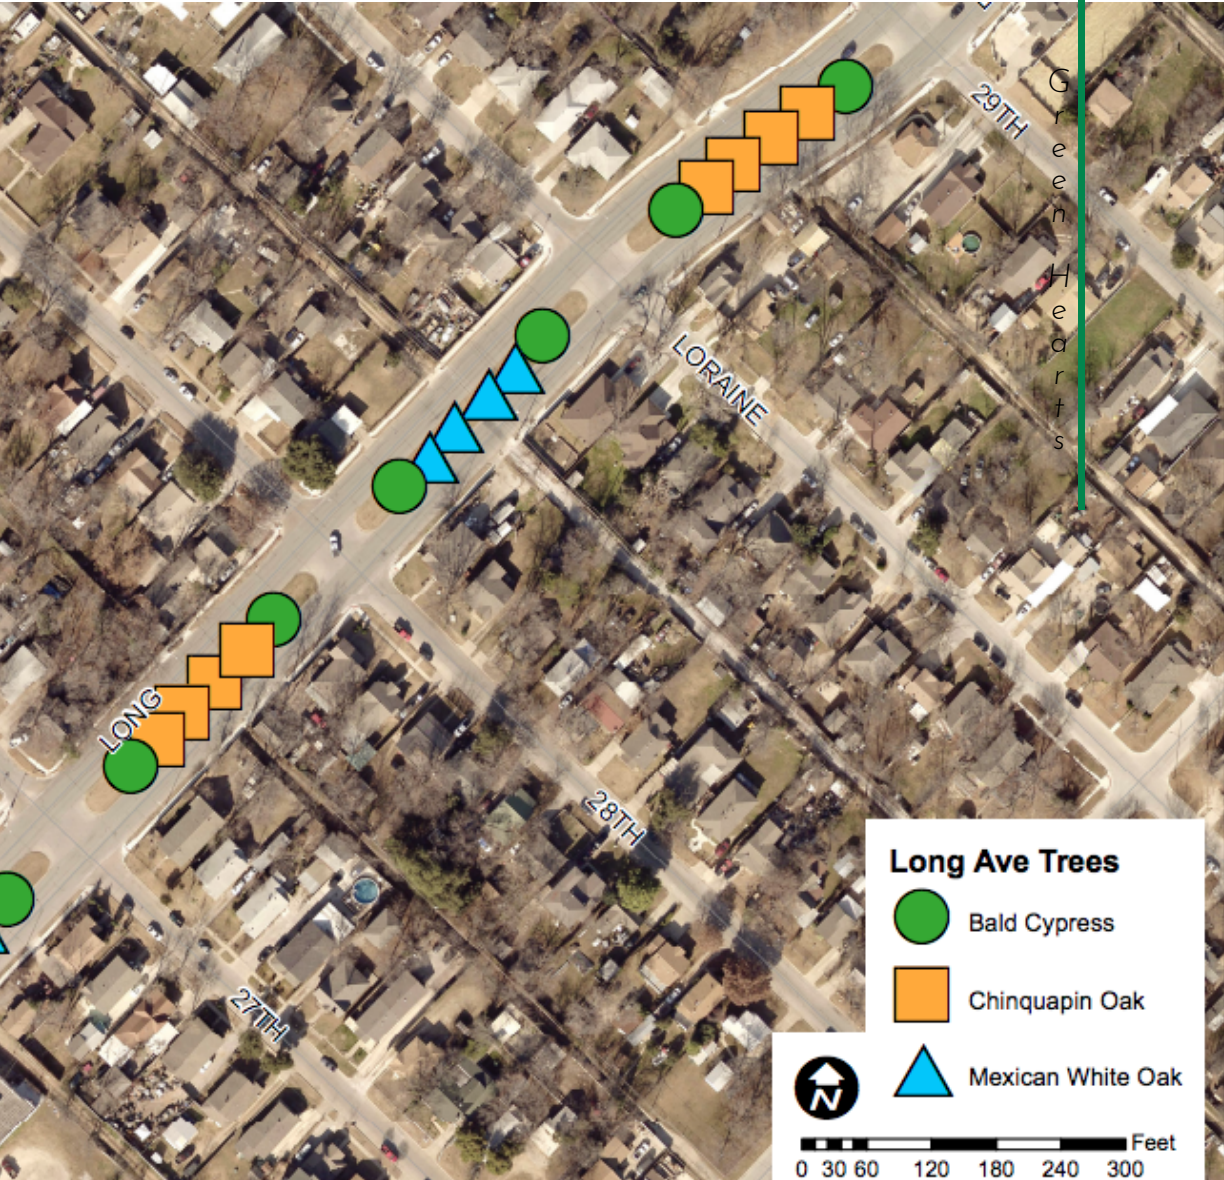 29TH
Green Hearts
LORAINE
LONG
28TH
27TH
Long Ave Trees
Bald Cypress
Chinquapin Oak
Mexican White Oak
N
Feet
0 30 60 120 180 240 300